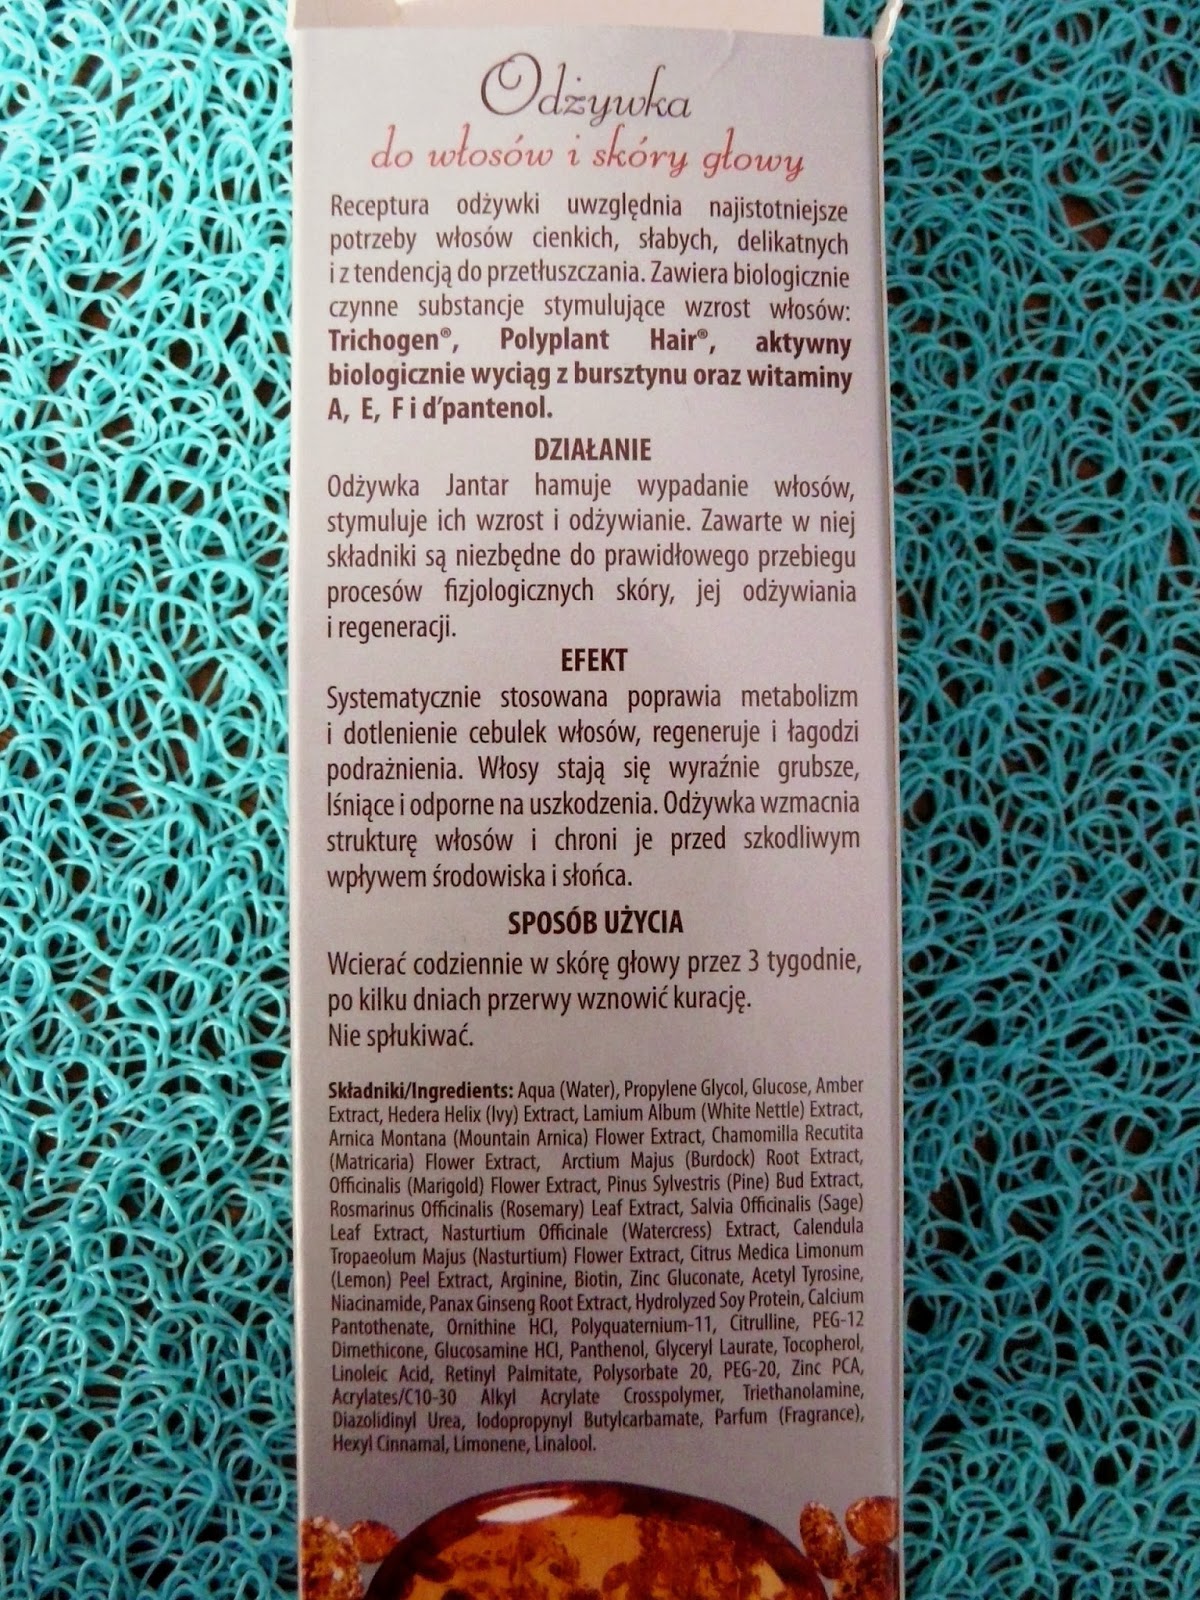 Odżywka
do włosów i skóry głowy
Receptura odżywki uwzględnia najistotniejsze
potrzeby włosów cienkich, słabych, delikatnych
i z tendencją do przetłuszczania. Zawiera biologicznie
czynne substancje stymulujące wzrost włosów:
Trichogen®, Polyplant Hair®, aktywny
biologicznie wyciąg z bursztynu oraz witaminy
A, E, F i d'pantenol.
DZIAŁANIE
Odżywka Jantar hamuje wypadanie włosów,
stymuluje ich wzrost i odżywianie. Zawarte w niej
składniki są niezbędne do prawidłowego przebiegu
procesów fizjologicznych skóry, jej odżywiania
i regeneracji.
EFEKT
Systematycznie stosowana poprawia metabolizm
i dotlenienie cebulek włosów, regeneruje i łagodzi
podrażnienia. Włosy stają się wyraźnie grubsze,
lśniące i odporne na uszkodzenia. Odżywka wzmacnia
strukturę włosów i chroni je przed szkodliwym
wpływem środowiska i słońca.
SPOSÓB UŻYCIA
Wcierać codziennie w skórę głowy przez 3 tygodnie,
po kilku dniach przerwy wznowić kurację.
Nie spłukiwać.
Składniki/Ingredients: Aqua (Water), Propylene Glycol, Glucose, Amber
Extract, Hedera Helix (Ivy) Extract, Lamium Album (White Nettle) Extract,
Arnica Montana (Mountain Arnica) Flower Extract, Chamomilla Recutita
(Matricaria) Flower Extract, Arctium Majus (Burdock) Root Extract,
Officinalis (Marigold) Flower Extract, Pinus Sylvestris (Pine) Bud Extract,
Rosmarinus Officinalis (Rosemary) Leaf Extract, Salvia Officinalis (Sage)
Leaf Extract, Nasturtium Officinale (Watercress) Extract, Calendula
Tropaeolum Majus (Nasturtium) Flower Extract, Citrus Medica Limonum
(Lemon) Peel Extract, Arginine, Biotin, Zinc Gluconate, Acetyl Tyrosine,
Niacinamide, Panax Ginseng Root Extract, Hydrolyzed Soy Protein, Calcium
Pantothenate, Ornithine HCl, Polyquaternium-11, Citrulline, PEG-12
Dimethicone, Glucosamine HCl, Panthenol, Glyceryl Laurate, Tocopherol,
Linoleic Acid, Retinyl Palmitate, Polysorbate 20, PEG-20, Zinc PCA,
Acrylates/C10-30 Alkyl Acrylate Crosspolymer, Triethanolamine,
Diazolidinyl Urea, Iodopropynyl Butylcarbamate, Parfum (Fragrance),
Hexyl Cinnamal, Limonene, Linalool.